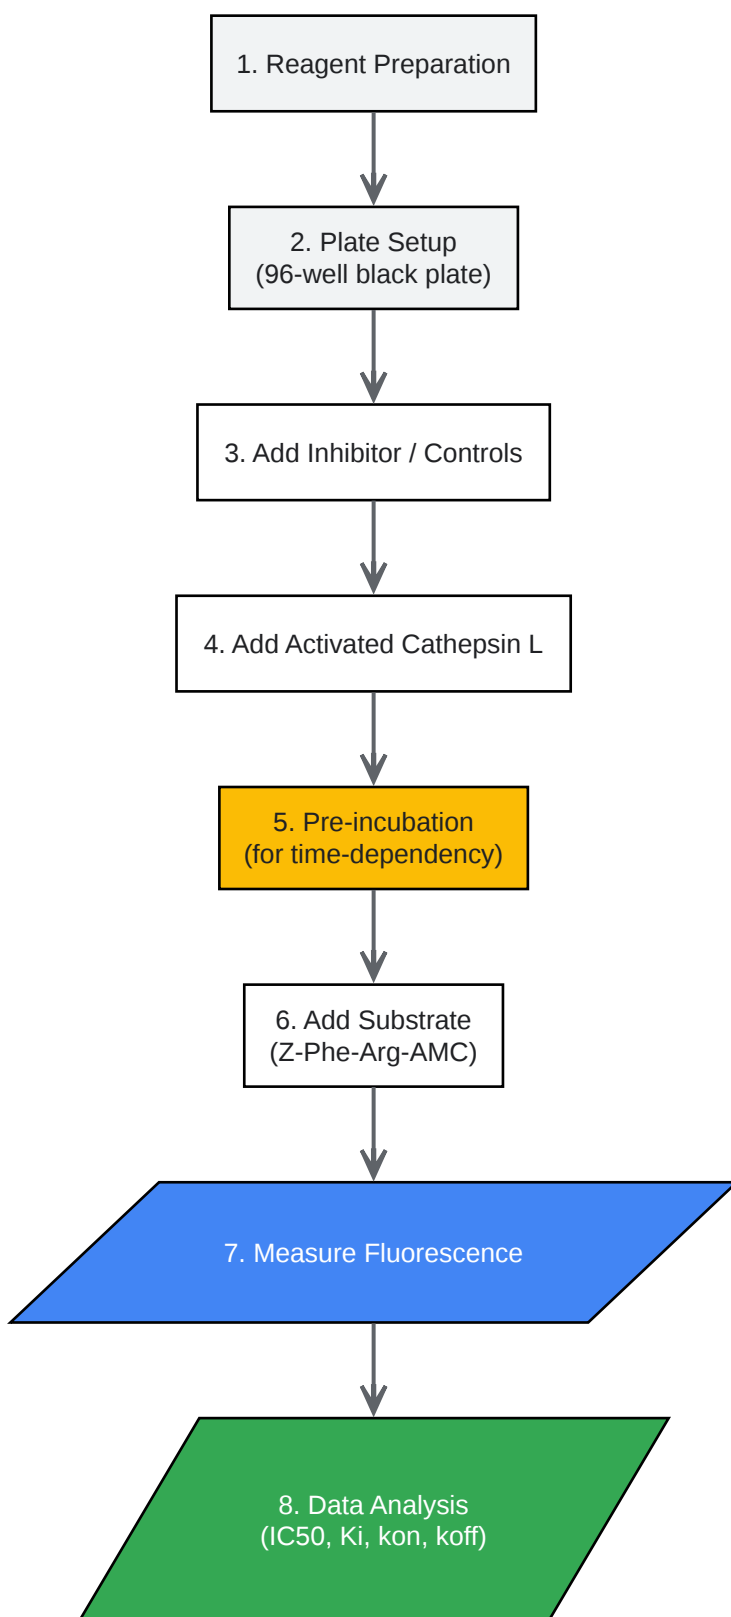 1. Reagent Preparation
2. Plate Setup
(96-well black plate)
3. Add Inhibitor / Controls
4. Add Activated Cathepsin L
5. Pre-incubation
(for time-dependency)
6. Add Substrate
(Z-Phe-Arg-AMC)
7. Measure Fluorescence
8. Data Analysis
(IC50, Ki, kon, koff)